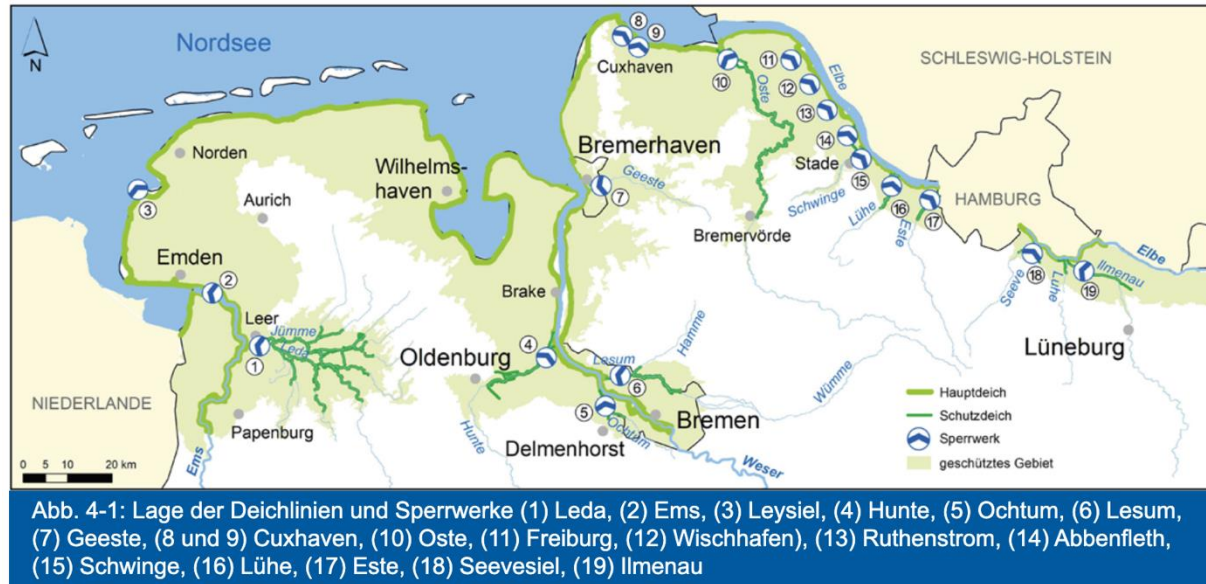 Nordsee
N
8
9
Cuxhaven
10
Oste
11
12
13
14
Elbe
SCHLESWIG-HOLSTEIN
Norden
Wilhelms-
haven
Bremerhaven
Geeste
7
Stade
15
Schwinge
Lühe
16
Este
17
HAMBURG
3
Aurich
Bremervörde
Emden
2
Brake
Elbe
Seeve
18
Luhe
19
Ilmenau
Leer
Jümme
Leda
1
Oldenburg
4
Lesum
Hamme
6
Wümme
Lüneburg
NIEDERLANDE
Papenburg
Hunte
5
Delmenhorst
Ochtum
Bremen
Weser
Ems
Hauptdeich
Schutzdeich
Sperrwerk
geschütztes Gebiet
0 5 10 20 km
Abb. 4-1: Lage der Deichlinien und Sperrwerke (1) Leda, (2) Ems, (3) Leysiel, (4) Hunte, (5) Ochtum, (6) Lesum,
(7) Geeste, (8 und 9) Cuxhaven, (10) Oste, (11) Freiburg, (12) Wischhafen), (13) Ruthenstrom, (14) Abbenfleth,
(15) Schwinge, (16) Lühe, (17) Este, (18) Seevesiel, (19) Ilmenau